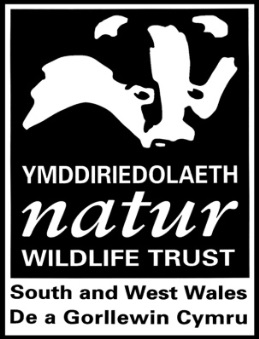 YMDDIRIEDOLAETH
natur
WILDLIFE TRUST
South and West Wales
De a Gorllewin Cymru